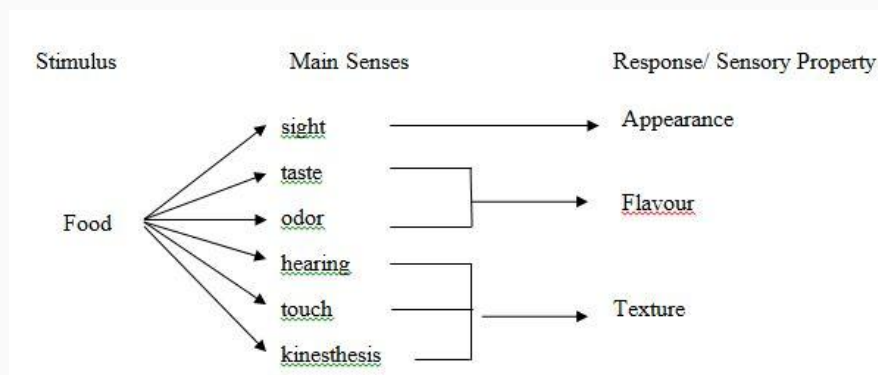 Stimulus Main Senses Response/ Sensory Property
sight Appearance
taste
Food odor Flavour
hearing
touch Texture
kinesthesis